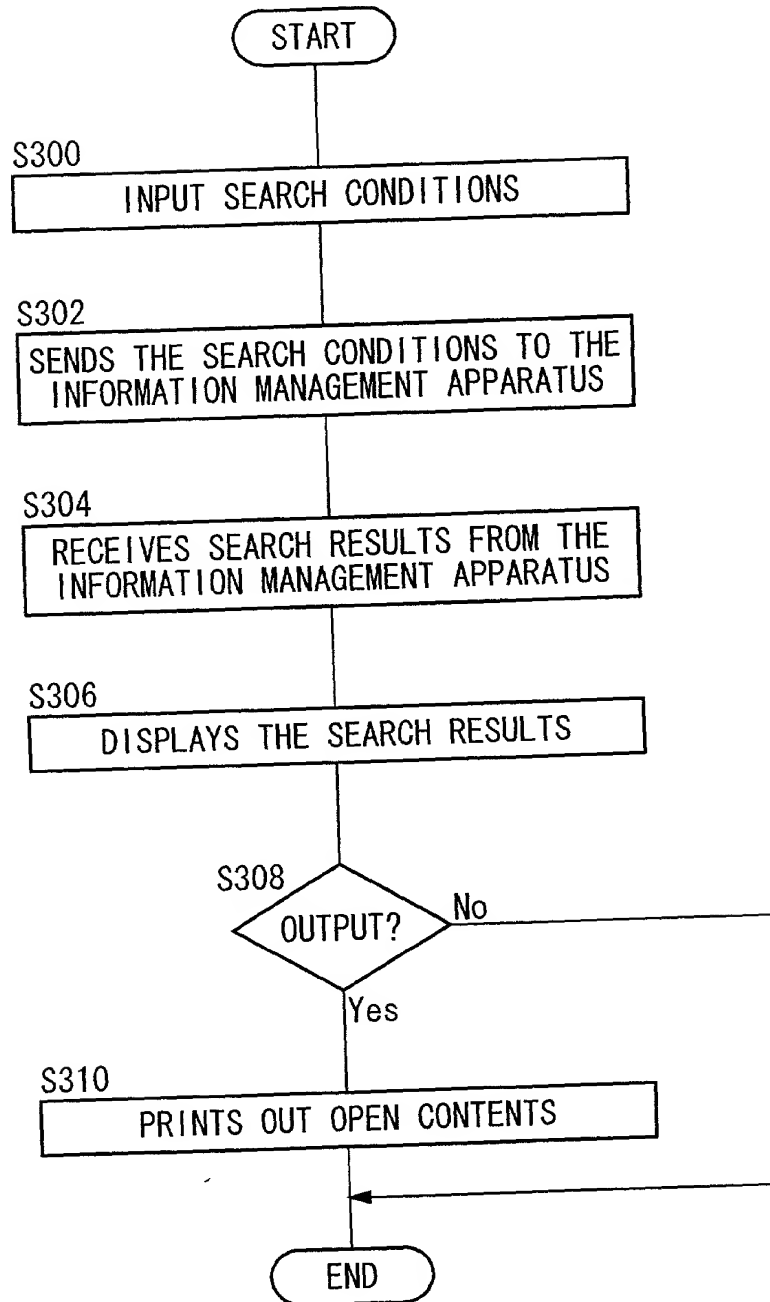 START
S300
INPUT SEARCH CONDITIONS
S302
SENDS THE SEARCH CONDITIONS TO THE
INFORMATION MANAGEMENT APPARATUS
S304
RECEIVES SEARCH RESULTS FROM THE
INFORMATION MANAGEMENT APPARATUS
S306
DISPLAYS THE SEARCH RESULTS
S308
OUTPUT?
No
Yes
S310
PRINTS OUT OPEN CONTENTS
END